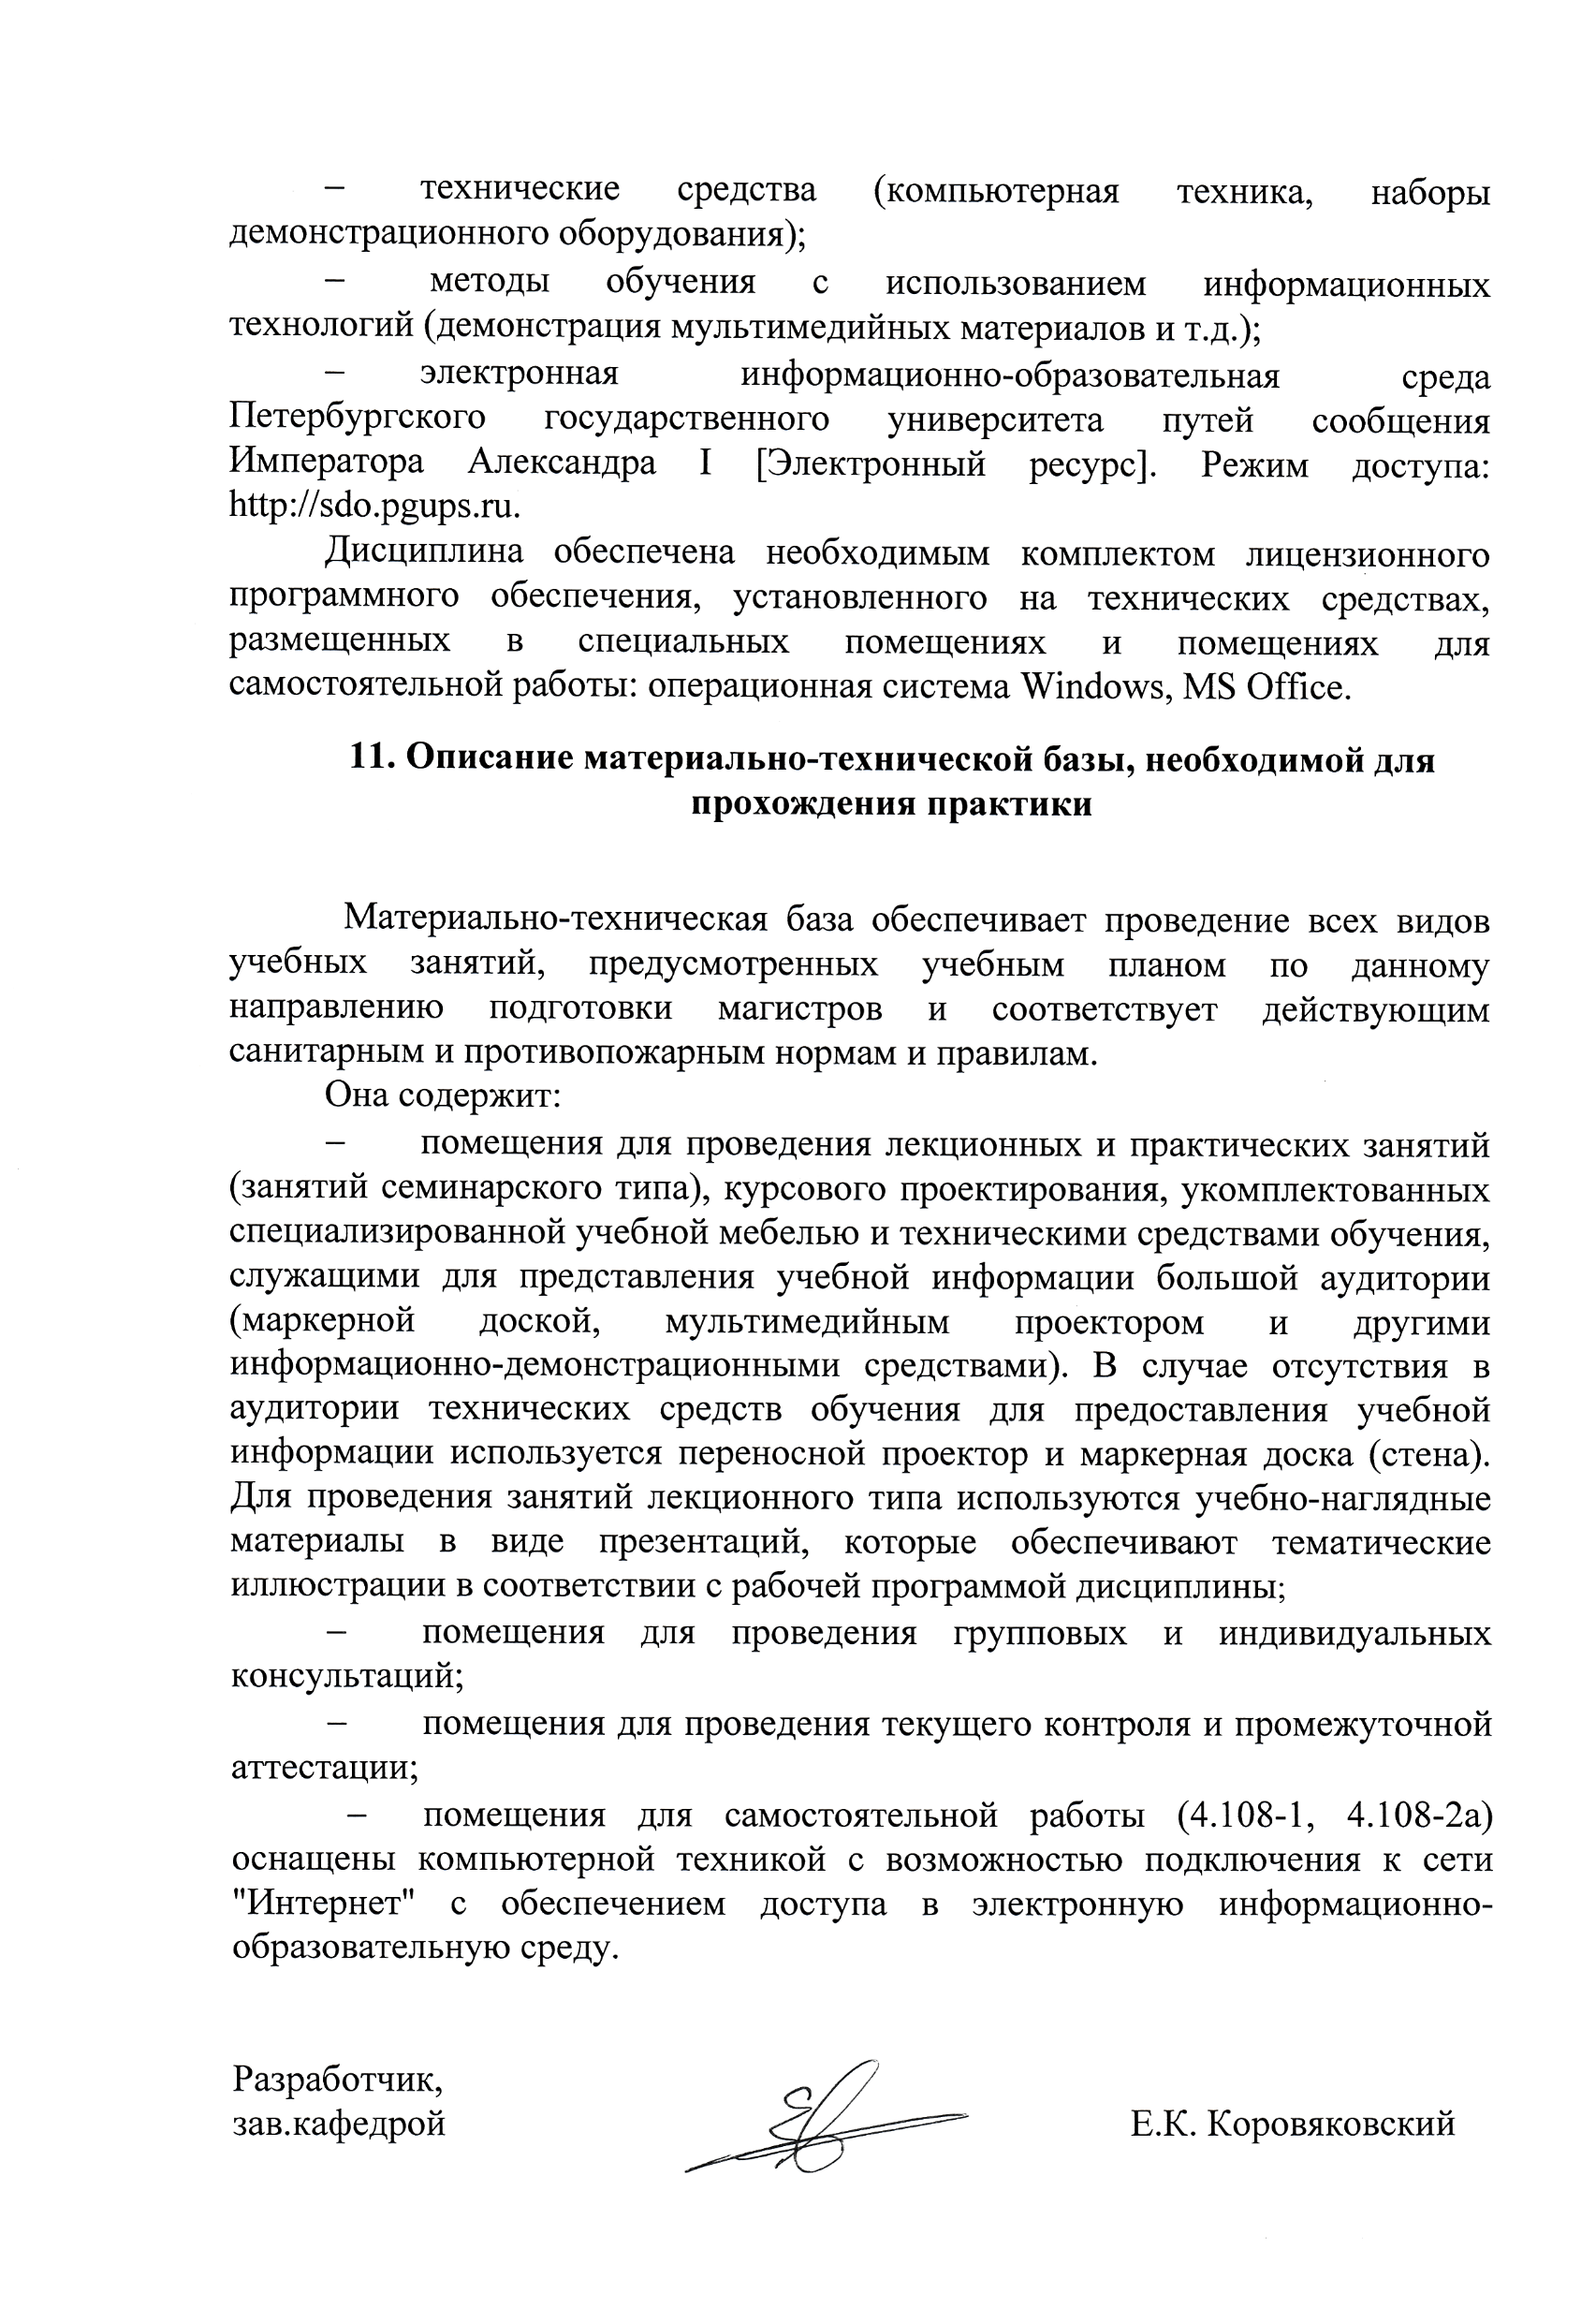 – технические средства (компьютерная техника, наборы
демонстрационного оборудования);
– методы обучения с использованием информационных
технологий (демонстрация мультимедийных материалов и т.д.);
– электронная информационно-образовательная среда
Петербургского государственного университета путей сообщения
Императора Александра I [Электронный ресурс]. Режим доступа:
http://sdo.pgups.ru.
Дисциплина обеспечена необходимым комплектом лицензионного
программного обеспечения, установленного на технических средствах,
размещенных в специальных помещениях и помещениях для
самостоятельной работы: операционная система Windows, MS Office.
11. Описание материально-технической базы, необходимой для
прохождения практики
Материально-техническая база обеспечивает проведение всех видов
учебных занятий, предусмотренных учебным планом по данному
направлению подготовки магистров и соответствует действующим
санитарным и противопожарным нормам и правилам.
Она содержит:
– помещения для проведения лекционных и практических занятий
(занятий семинарского типа), курсового проектирования, укомплектованных
специализированной учебной мебелью и техническими средствами обучения,
служащими для представления учебной информации большой аудитории
(маркерной доской, мультимедийным проектором и другими
информационно-демонстрационными средствами). В случае отсутствия в
аудитории технических средств обучения для предоставления учебной
информации используется переносной проектор и маркерная доска (стена).
Для проведения занятий лекционного типа используются учебно-наглядные
материалы в виде презентаций, которые обеспечивают тематические
иллюстрации в соответствии с рабочей программой дисциплины;
– помещения для проведения групповых и индивидуальных
консультаций;
– помещения для проведения текущего контроля и промежуточной
аттестации;
– помещения для самостоятельной работы (4.108-1, 4.108-2а)
оснащены компьютерной техникой с возможностью подключения к сети
"Интернет" с обеспечением доступа в электронную информационно-
образовательную среду.
Разработчик,
зав.кафедрой Е.К. Коровяковский